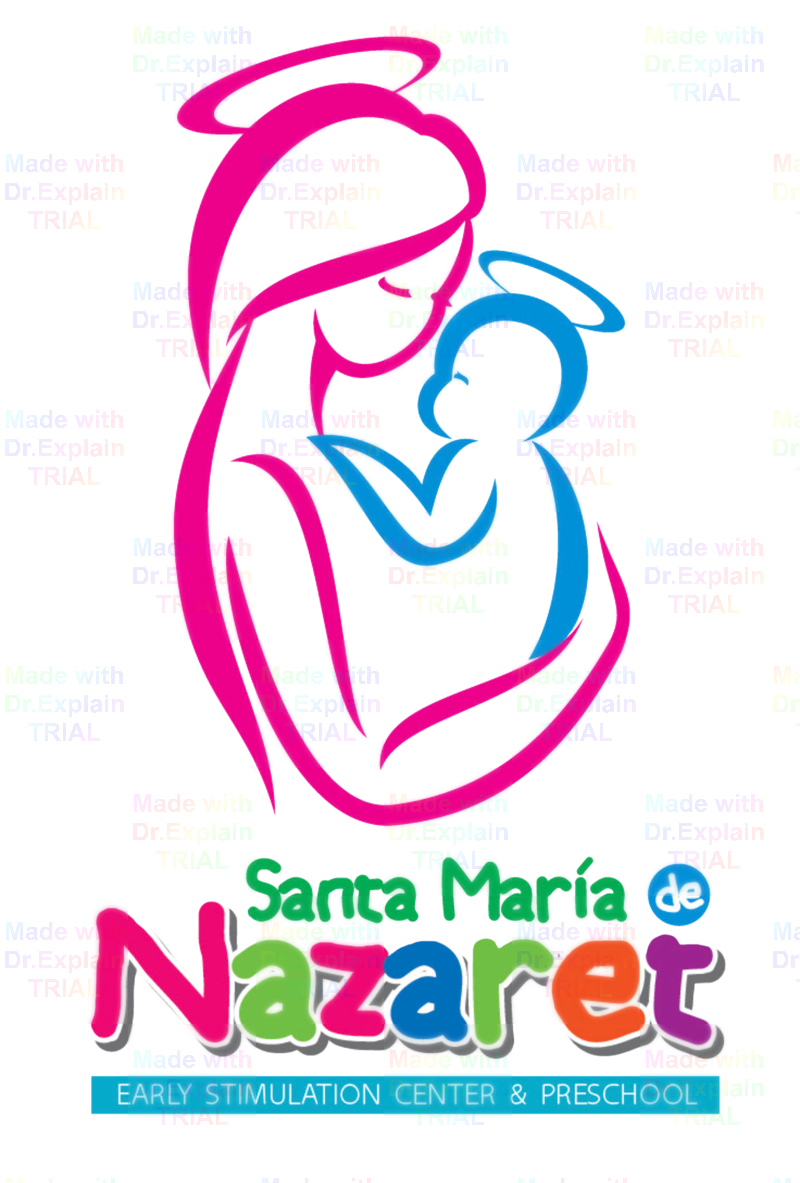 Santa María de
Nazaret
EARLY STIMULATION CENTER & PRESCHOOL
Made with
Dr.Explain
TRIAL